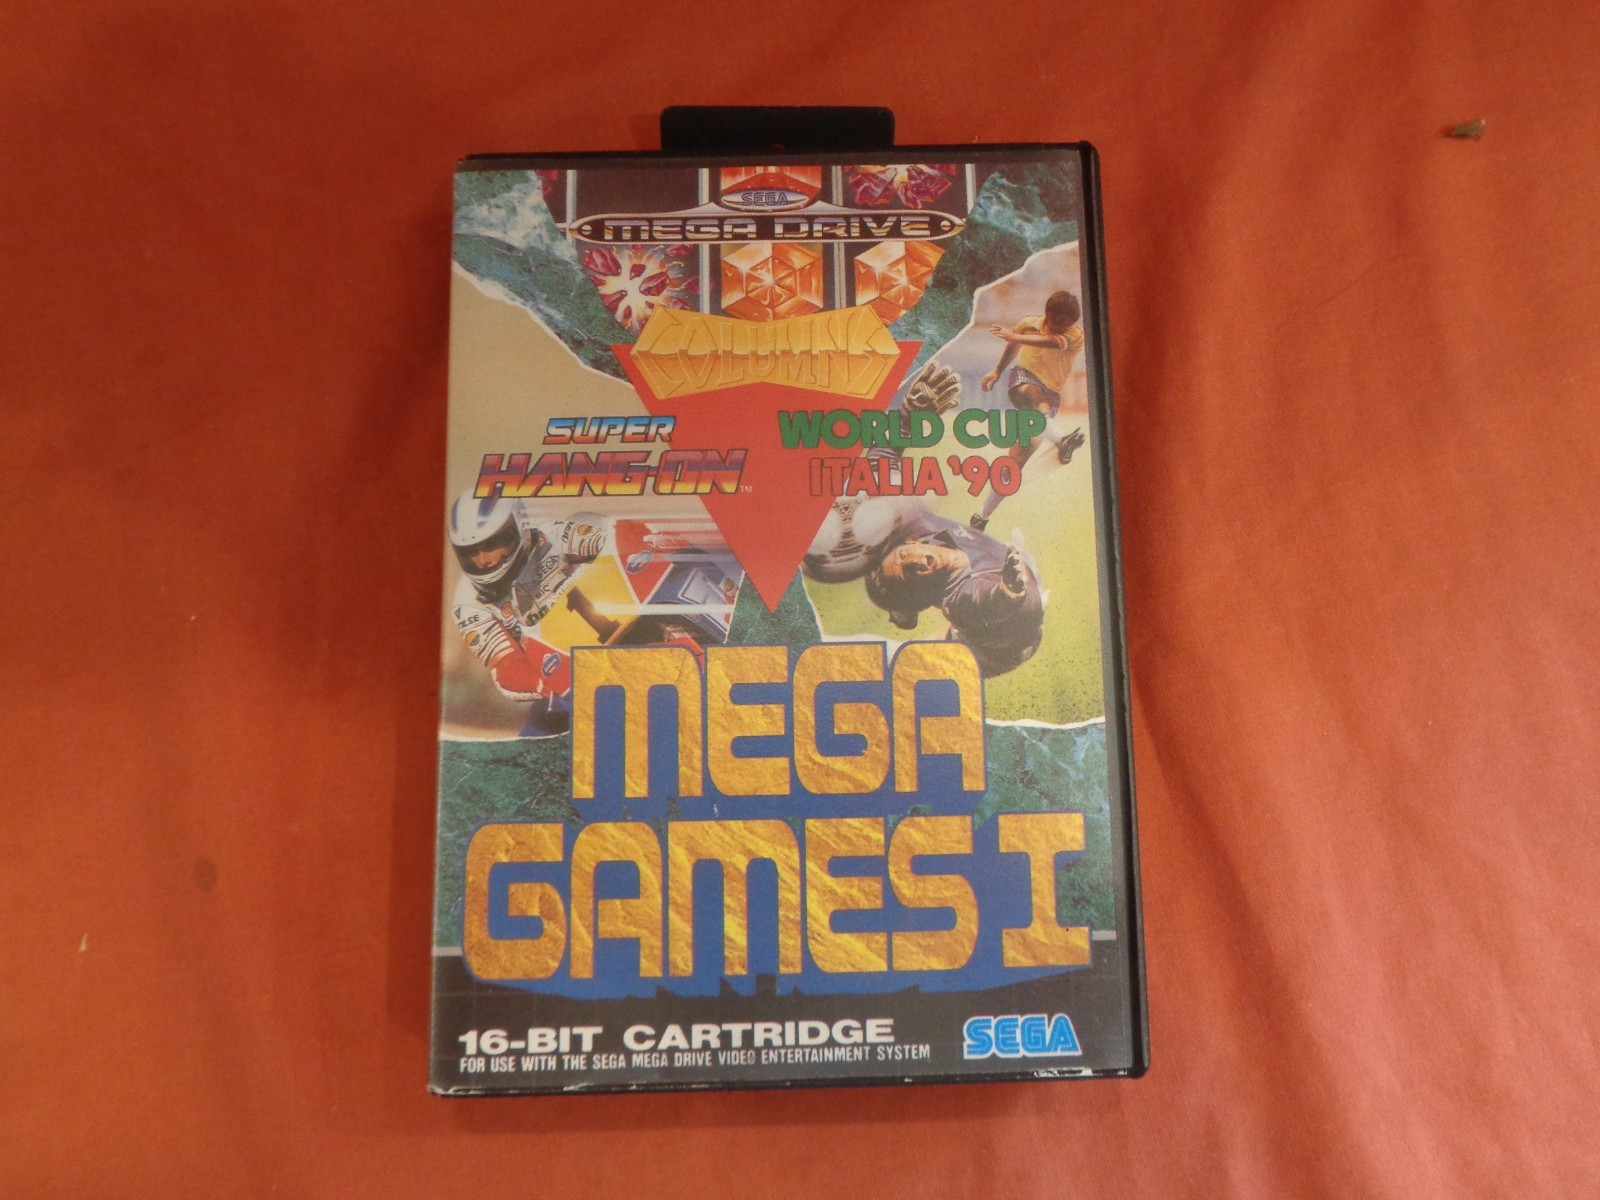 SEGA
MEGA DRIVE
COLUMNS
SUPER
HANG-ON™
WORLD CUP
ITALIA '90
MEGA
GAMES I
16-BIT CARTRIDGE
FOR USE WITH THE SEGA MEGA DRIVE VIDEO ENTERTAINMENT SYSTEM
SEGA